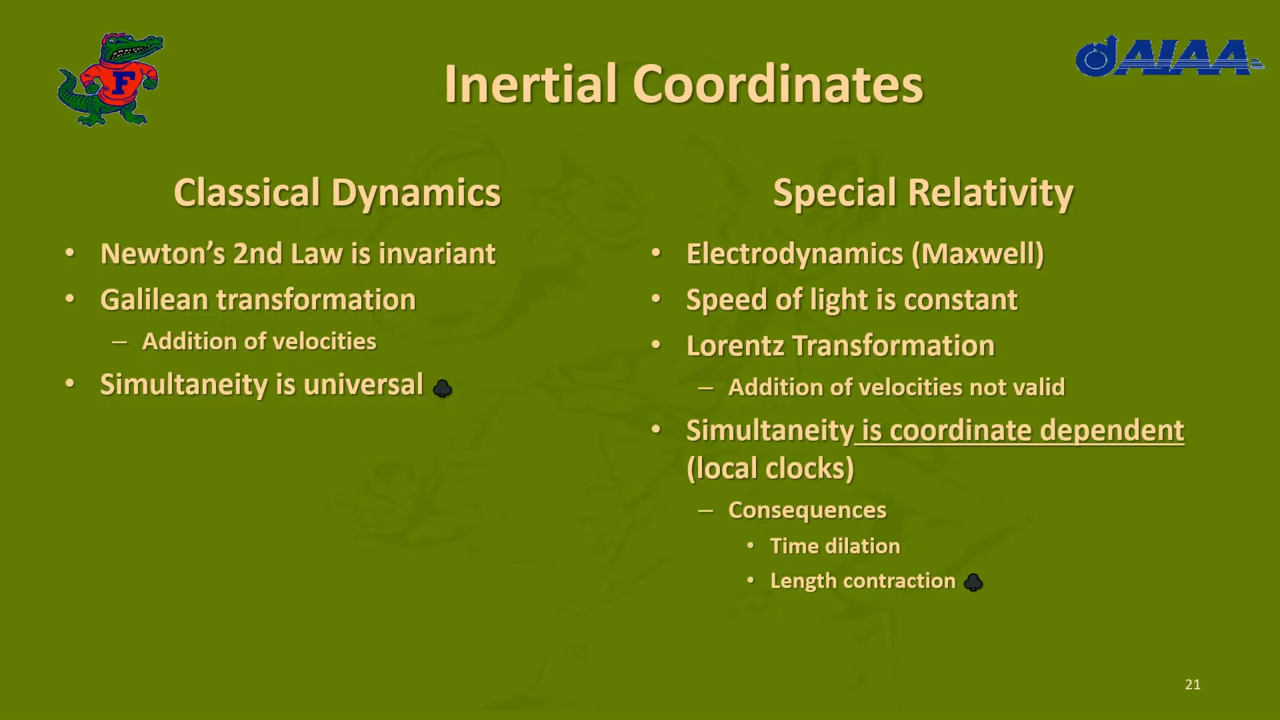 F
AIAA
Inertial Coordinates
Classical Dynamics
• Newton’s 2nd Law is invariant
• Galilean transformation
– Addition of velocities
• Simultaneity is universal ♣
Special Relativity
• Electrodynamics (Maxwell)
• Speed of light is constant
• Lorentz Transformation
– Addition of velocities not valid
• Simultaneity is coordinate dependent
(local clocks)
– Consequences
• Time dilation
• Length contraction ♣
21